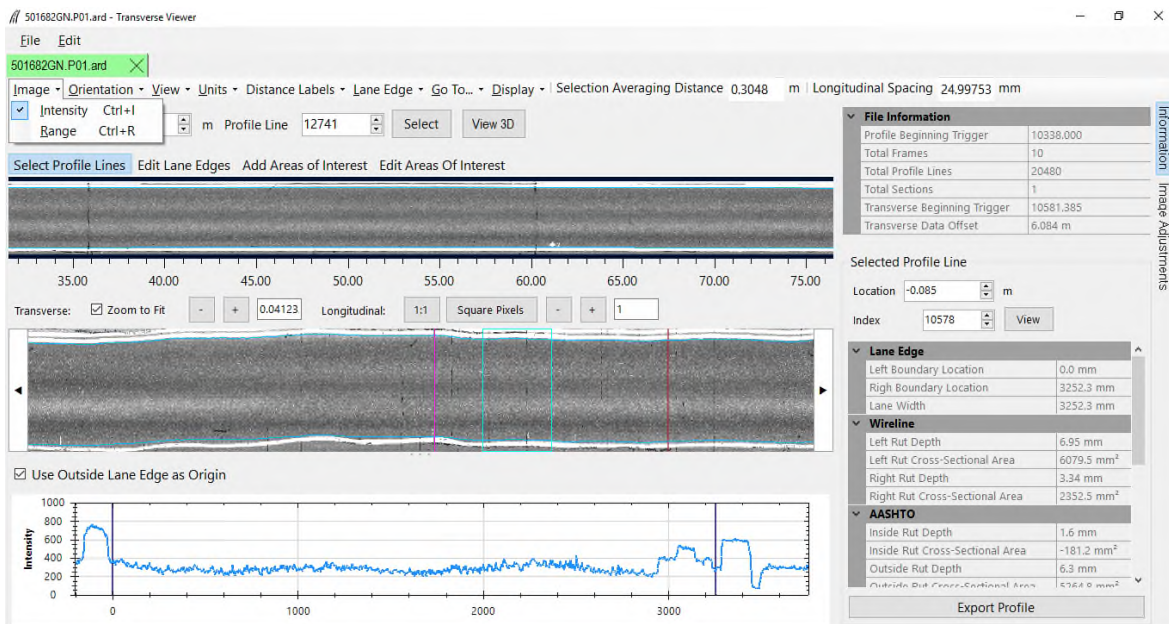 501682GN.P01.ard - Transverse Viewer
File Edit
501682GN.P01.ard
Image Orientation View Units Distance Labels Lane Edge Go To... Display Selection Averaging Distance 0.3048 m Longitudinal Spacing 24.99753 mm
Intensity Ctrl+I
Range Ctrl+R
m Profile Line 12741 Select View 3D
Select Profile Lines Edit Lane Edges Add Areas of Interest Edit Areas Of Interest
35.00 40.00 45.00 50.00 55.00 60.00 65.00 70.00 75.00
Transverse: Zoom to Fit - + 0.04123 Longitudinal: 1:1 Square Pixels - + 1
Use Outside Lane Edge as Origin
1000
800
600
400
200
0
Intensity
0 1000 2000 3000
File Information
Profile Beginning Trigger 10338.000
Total Frames 10
Total Profile Lines 20480
Total Sections 1
Transverse Beginning Trigger 10581.385
Transverse Data Offset 6.084 m
Selected Profile Line
Location -0.085 m
Index 10578 View
Lane Edge
Left Boundary Location 0.0 mm
Righ Boundary Location 3252.3 mm
Lane Width 3252.3 mm
Wireline
Left Rut Depth 6.95 mm
Left Rut Cross-Sectional Area 6079.5 mm²
Right Rut Depth 3.34 mm
Right Rut Cross-Sectional Area 2352.5 mm²
AASHTO
Inside Rut Depth 1.6 mm
Inside Rut Cross-Sectional Area -181.2 mm²
Outside Rut Depth 6.3 mm
Outside Rut Cross-Sectional Area 5264.8 mm²
Export Profile
Information
Image Adjustments